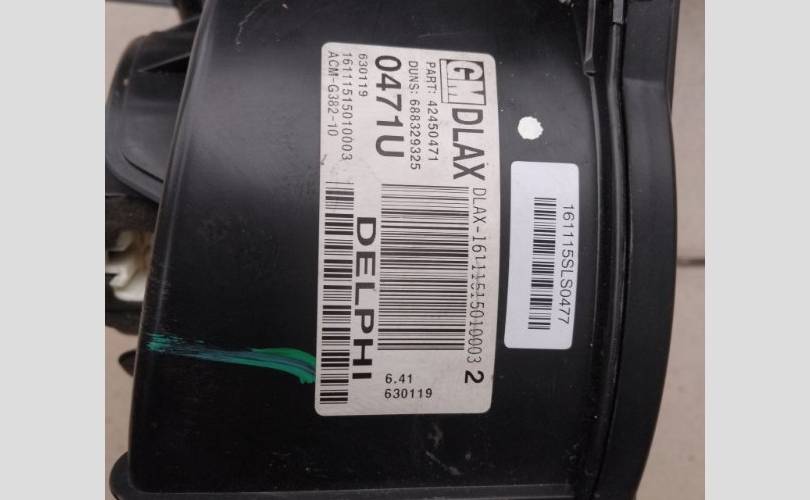 GM DLAX
DLAX-16111515010003
PART: 42450471
DUNS: 688329325
0471U
630119
16111515010003
ACM-G382-10
DELPHI
2
6.41
630119
161115SLS0477